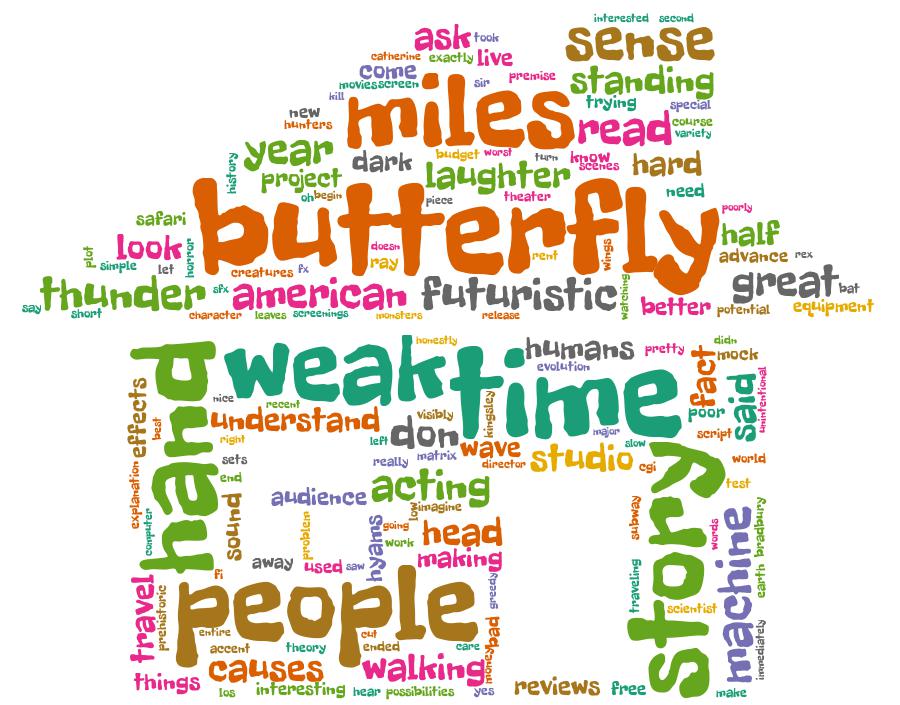 interested second
ask took sense
catherine exactly live
come standing
moviesscreen sir premise
kill miles trying special
new read course
hunters variety
year dark budget worst turn know scenes hard
history project laughter
oh begin piece theater need
safari butterfly poorly
look horror doesn wings half
plot simple let ray rent advance rex
creatures fx great bat
thunder sfx american futuristic watching better
say short character leaves screenings monsters release potential equipment
honestly humans pretty didn
weak time evolution fact mock
effects nice recent said unintentional
hand best understand visibly kingsley poor
right left don major slow script
sets really matrix wave director studio cgi world
explanation end acting story test
audience low imagine
computer sound problem hyams going head subway words machine bradbury
work making
away used saw
fi traveling earth
travel prehistoric people greedy scientist
entire cut bad immediately
accent theory ended care money
causes walking
things los interesting hear possibilities yes reviews free make